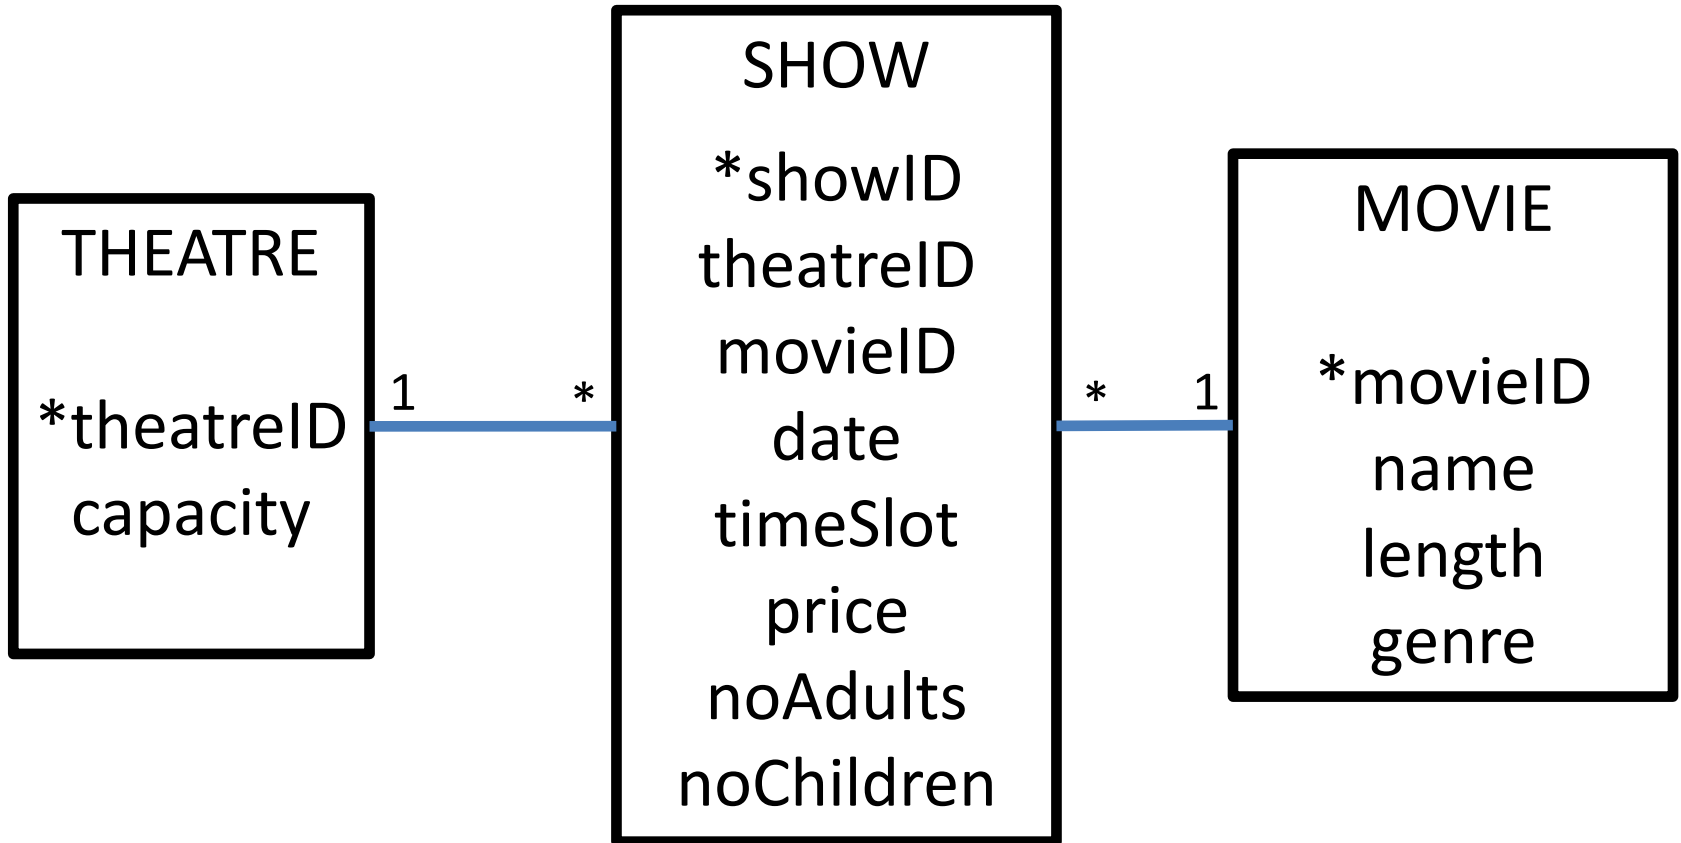 THEATRE
*theatreID
capacity
1
*
SHOW
*showID
theatreID
movieID
date
timeSlot
price
noAdults
noChildren
*
1
MOVIE
*movieID
name
length
genre